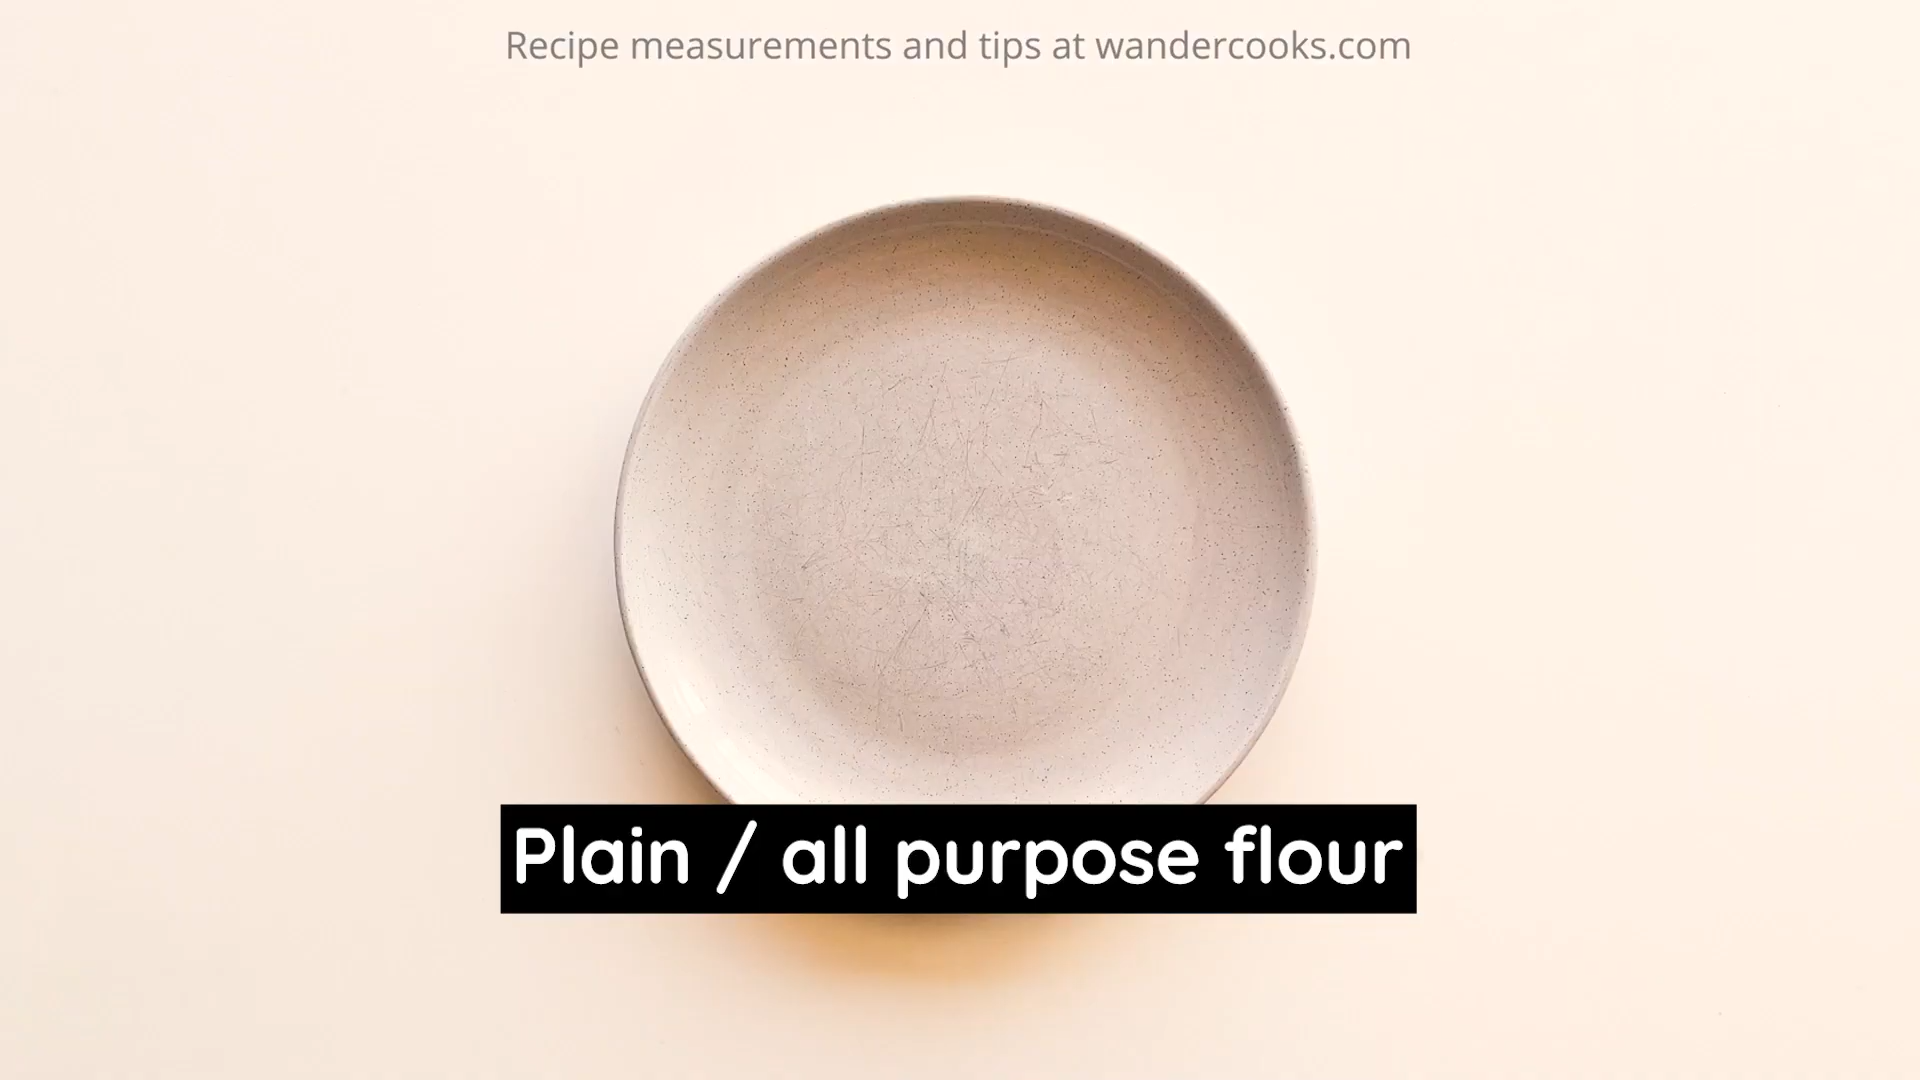 Recipe measurements and tips at wandercooks.com
Plain / all purpose flour